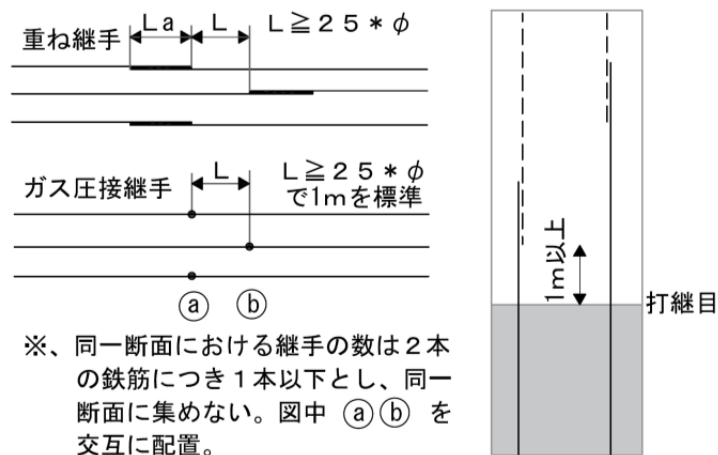 重ね継手
La
L
L≧25*φ
ガス圧接継手
L
L≧25*φ
で1mを標準
ⓐ
ⓑ
※、同一断面における継手の数は2本
の鉄筋につき1本以下とし、同一
断面に集めない。図中 ⓐⓑ を
交互に配置。
1m以上
打継目